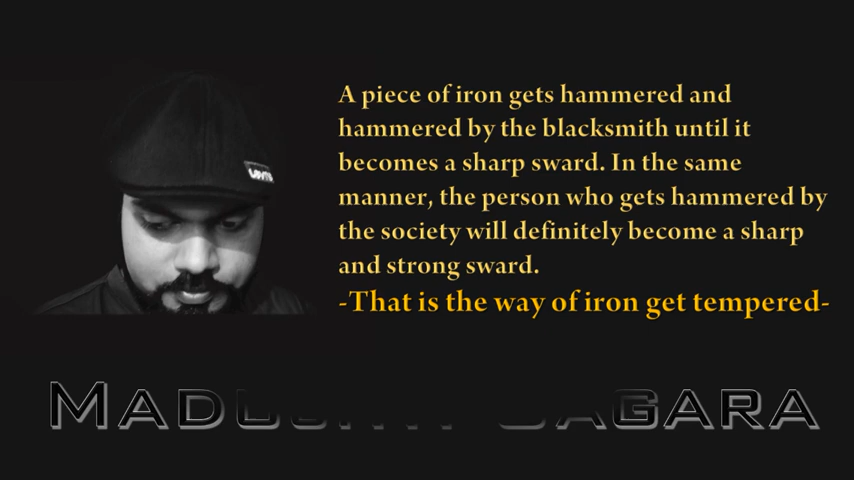 A piece of iron gets hammered and
hammered by the blacksmith until it
becomes a sharp sward. In the same
manner, the person who gets hammered by
the society will definitely become a sharp
and strong sward.
-That is the way of iron get tempered-